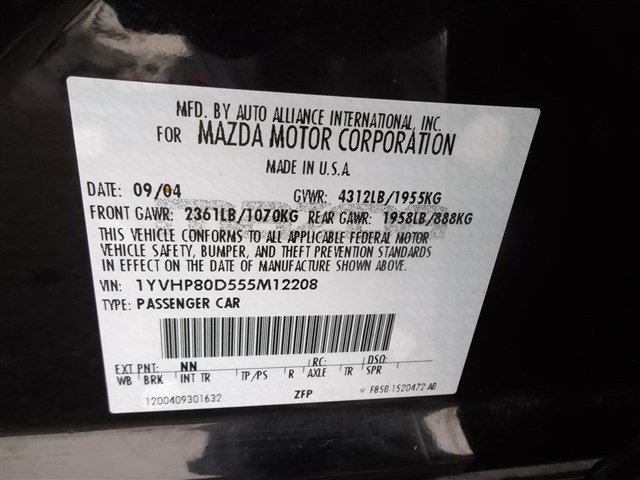 MFD. BY AUTO ALLIANCE INTERNATIONAL, INC.
FOR MAZDA MOTOR CORPORATION
MADE IN U.S.A.
DATE: 09/04 GVWR: 4312LB/1955KG
FRONT GAWR: 2361LB/1070KG REAR GAWR: 1958LB/888KG
THIS VEHICLE CONFORMS TO ALL APPLICABLE FEDERAL MOTOR
VEHICLE SAFETY, BUMPER, AND THEFT PREVENTION STANDARDS
IN EFFECT ON THE DATE OF MANUFACTURE SHOWN ABOVE.
VIN: 1YVHP80D555M12208
TYPE: PASSENGER CAR
EXT PNT: NN RC: DSO:
WB BRK INT TR TP/PS R AXLE TR SPR
1200409301632 ZFP F85B 1520472 AB